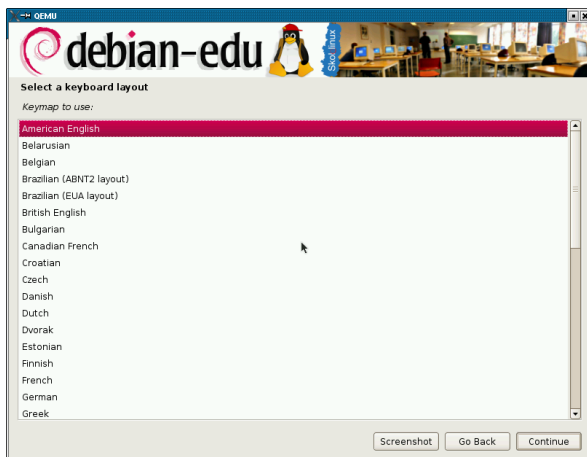 QEMU
debian-edu
Skolelinux
Select a keyboard layout
Keymap to use:
American English
Belarusian
Belgian
Brazilian (ABNT2 layout)
Brazilian (EUA layout)
British English
Bulgarian
Canadian French
Croatian
Czech
Danish
Dutch
Dvorak
Estonian
Finnish
French
German
Greek
Screenshot
Go Back
Continue